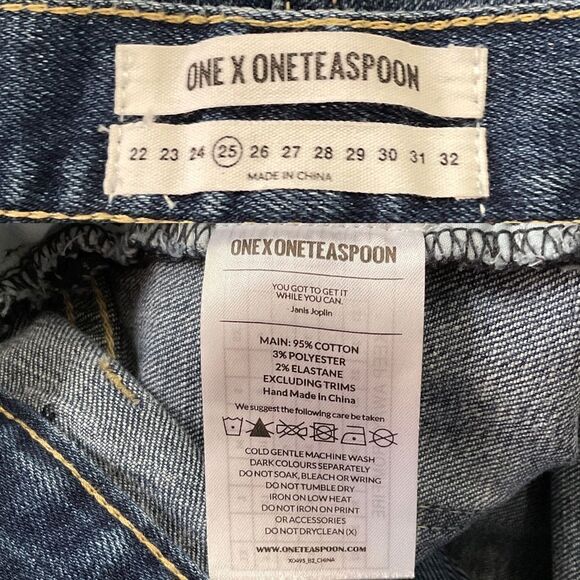 ONE X ONETEASPOON
22 23 24 25 26 27 28 29 30 31 32
MADE IN CHINA
ONEXONETEASPOON
YOU GOT TO GET IT
WHILE YOU CAN.
Janis Joplin
MAIN: 95% COTTON
3% POLYESTER
2% ELASTANE
EXCLUDING TRIMS
Hand Made in CHINA
We suggest the following care be taken
COLD GENTLE MACHINE WASH
DARK COLOURS SEPARATELY
DO NOT SOAK, BLEACH OR WRING
DO NOT TUMBLE DRY
IRON ON LOW HEAT
DO NOT IRON ON PRINT
OR ACCESSORIES
DO NOT DRYCLEAN (X)
WWW.ONETEASPOON.COM
XO495_B2_CHINA